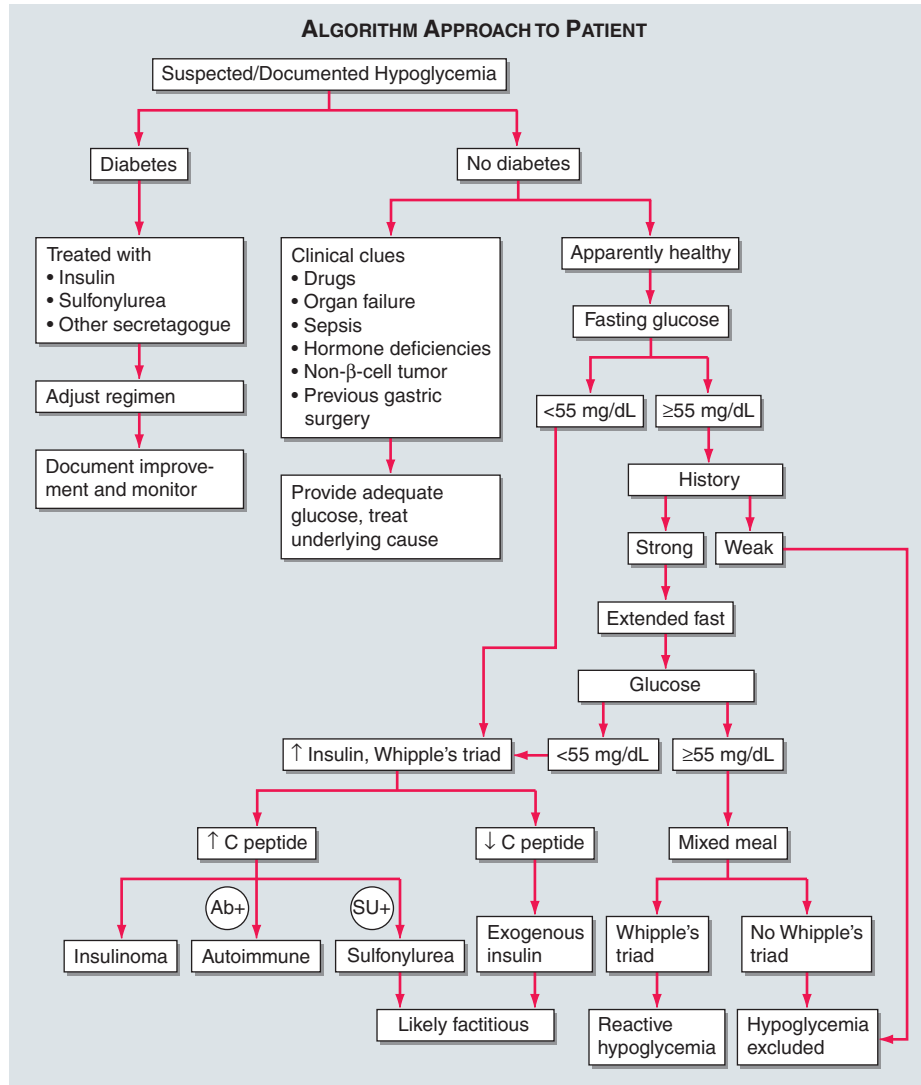 ALGORITHM APPROACH TO PATIENT
Suspected/Documented Hypoglycemia
Diabetes
No diabetes
Treated with
• Insulin
• Sulfonylurea
• Other secretagogue
Clinical clues
• Drugs
• Organ failure
• Sepsis
• Hormone deficiencies
• Non-β-cell tumor
• Previous gastric
surgery
Apparently healthy
Fasting glucose
Adjust regimen
<55 mg/dL
≥55 mg/dL
Document improve-
ment and monitor
Provide adequate
glucose, treat
underlying cause
History
Strong
Weak
Extended fast
Glucose
↑ Insulin, Whipple's triad
<55 mg/dL
≥55 mg/dL
↑ C peptide
↓ C peptide
Mixed meal
Ab+
SU+
Insulinoma
Autoimmune
Sulfonylurea
Exogenous
insulin
Whipple's
triad
No Whipple's
triad
Likely factitious
Reactive
hypoglycemia
Hypoglycemia
excluded